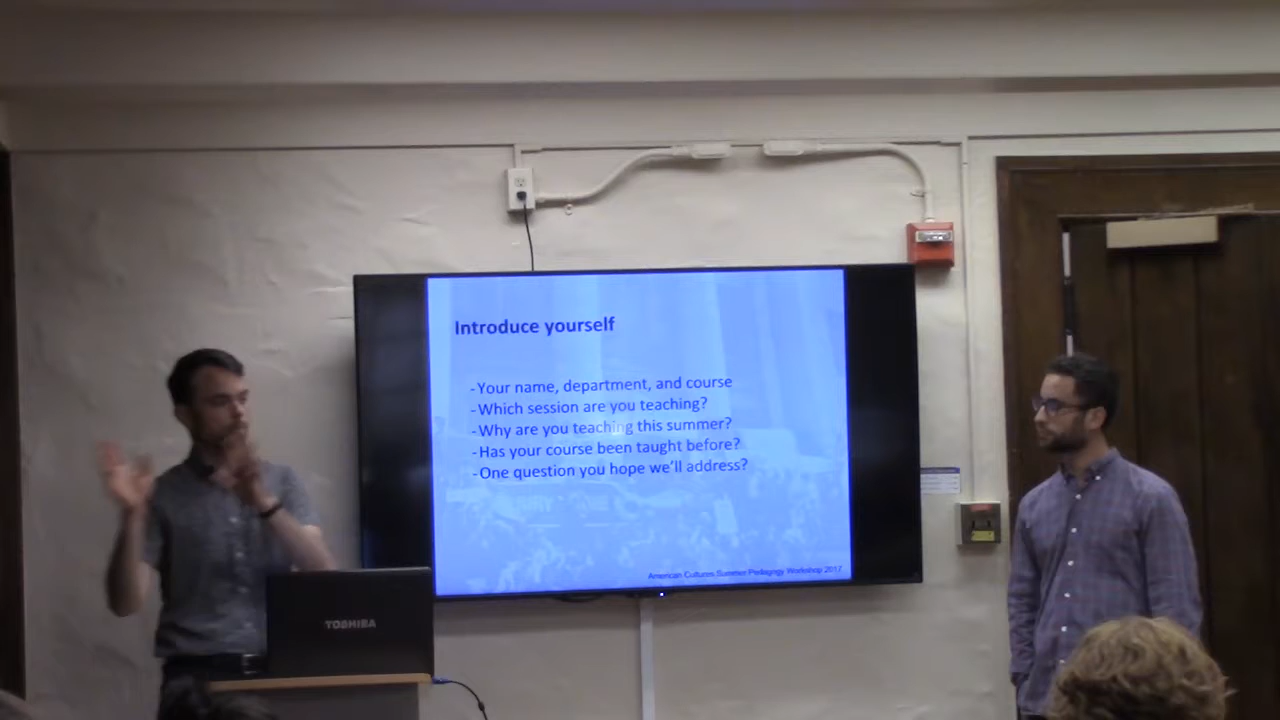 Introduce yourself
-Your name, department, and course
-Which session are you teaching?
-Why are you teaching this summer?
-Has your course been taught before?
-One question you hope we'll address?
American Cultures Summer Pedagogy Workshop 2017
TOSHIBA